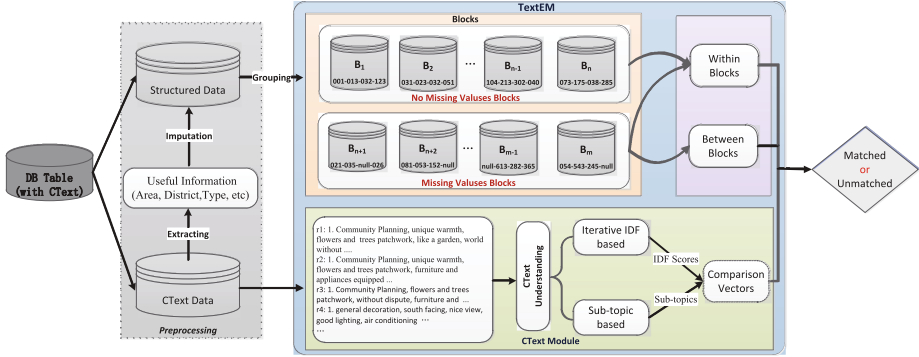 TextEM
Blocks
B1
001-013-032-123
B2
031-023-032-051
...
Bn-1
104-213-302-040
Bn
073-175-038-285
No Missing Valuses Blocks
Bn+1
021-035-null-026
Bn+2
081-053-152-null
...
Bm-1
null-613-282-365
Bm
054-543-245-null
Missing Valuses Blocks
Within
Blocks
Between
Blocks
Structured Data
Grouping
Imputation
DB Table
(with CText)
Useful Information
(Area, District,Type, etc)
Extracting
CText Data
Preprocessing
r1: 1. Community Planning, unique warmth,
flowers and trees patchwork, like a garden, world
without ....
r2: 1. Community Planning, unique warmth,
flowers and trees patchwork, furniture and
appliances equipped ...
r3: 1. Community Planning, flowers and trees
patchwork, without dispute, furniture and ...
r4: 1. general decoration, south facing, nice view,
good lighting, air conditioning ...
...
CText
Understanding
Iterative IDF
based
IDF Scores
Sub-topics
Sub-topic
based
Comparison
Vectors
CText Module
Matched
or
Unmatched